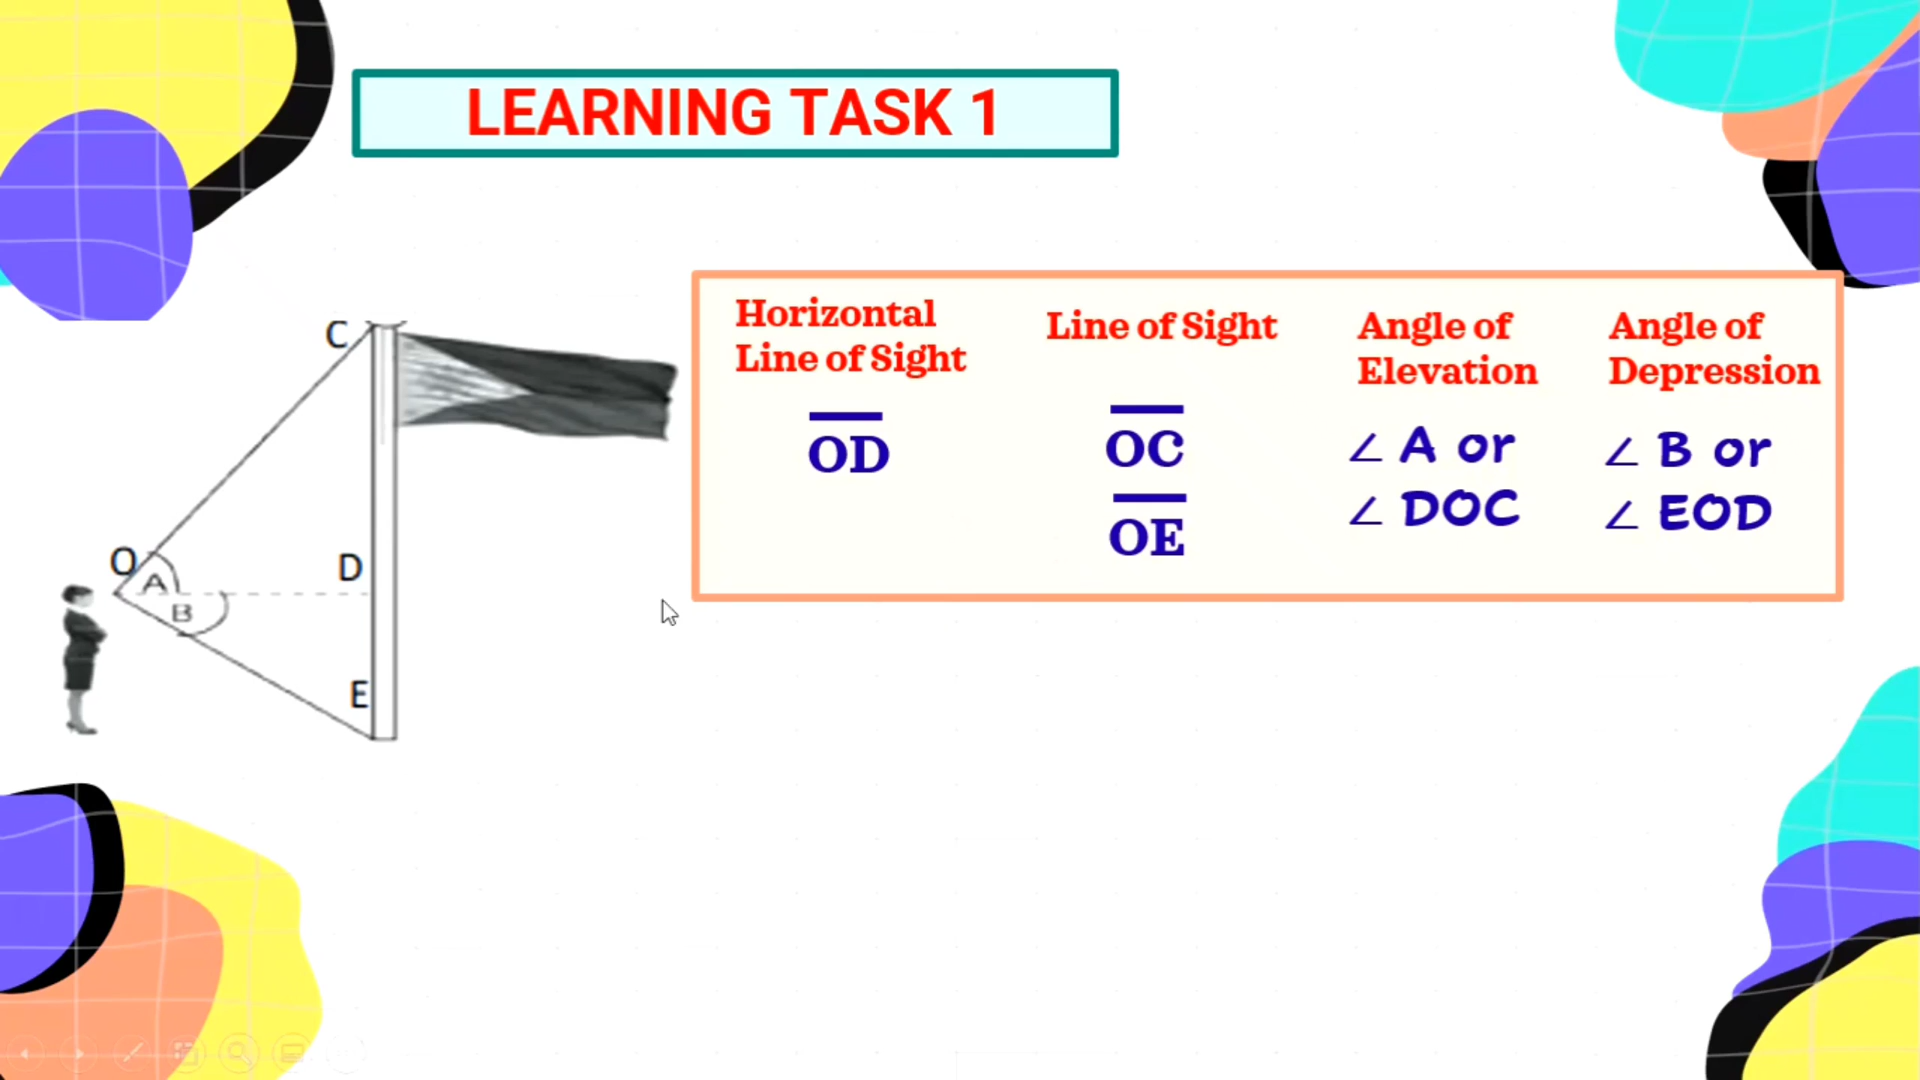 LEARNING TASK 1
C
O
A
D
B
E
Horizontal
Line of Sight
OD
Line of Sight
OC
OE
Angle of
Elevation
∠ A or
∠ DOC
Angle of
Depression
∠ B or
∠ EOD